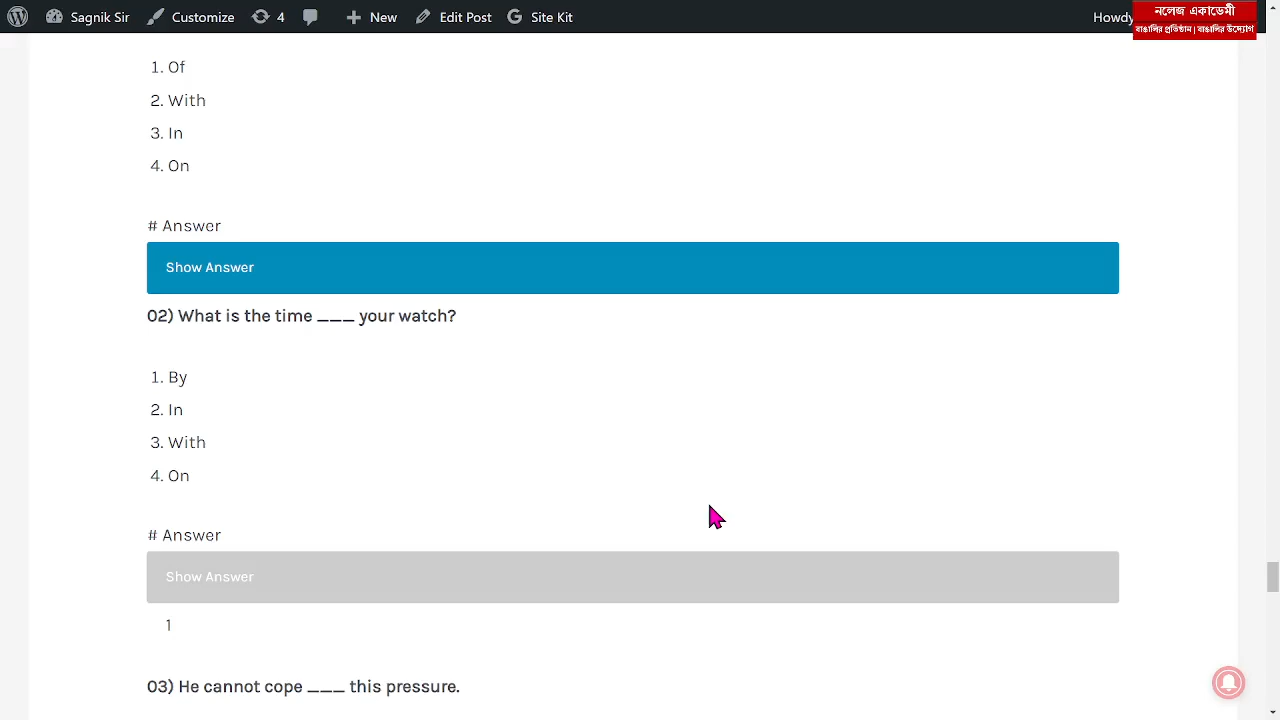 Sagnik Sir Customize 4 New Edit Post Site Kit Howdy
নলেজ একাডেমী
বাঙালির প্রতিষ্ঠান | বাঙালির উদ্যোগ
1. Of
2. With
3. In
4. On
# Answer
Show Answer
02) What is the time ___ your watch?
1. By
2. In
3. With
4. On
# Answer
Show Answer
1
03) He cannot cope ___ this pressure.